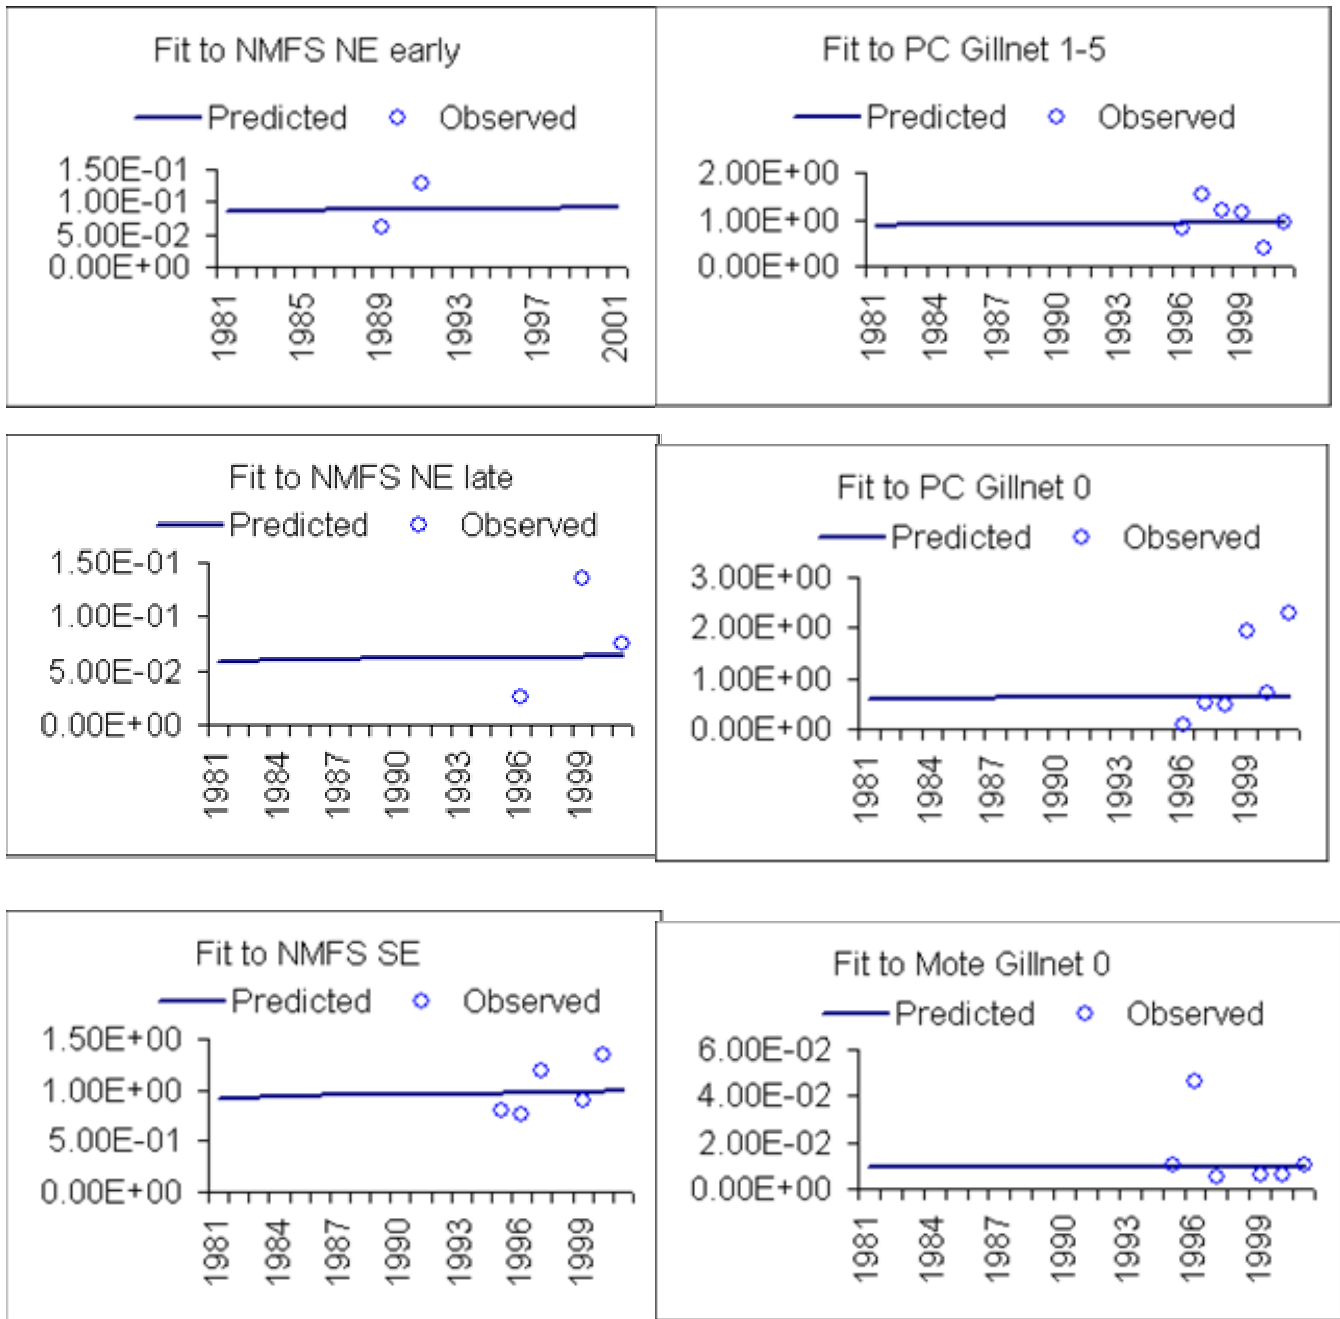 Fit to NMFS NE early
Predicted Observed
1.50E-01
1.00E-01
5.00E-02
0.00E+00
1981 1985 1989 1993 1997 2001
Fit to PC Gillnet 1-5
Predicted Observed
2.00E+00
1.00E+00
0.00E+00
1981 1984 1987 1990 1993 1996 1999
Fit to NMFS NE late
Predicted Observed
1.50E-01
1.00E-01
5.00E-02
0.00E+00
1981 1984 1987 1990 1993 1996 1999
Fit to PC Gillnet 0
Predicted Observed
3.00E+00
2.00E+00
1.00E+00
0.00E+00
1981 1984 1987 1990 1993 1996 1999
Fit to NMFS SE
Predicted Observed
1.50E+00
1.00E+00
5.00E-01
0.00E+00
1981 1984 1987 1990 1993 1996 1999
Fit to Mote Gillnet 0
Predicted Observed
6.00E-02
4.00E-02
2.00E-02
0.00E+00
1981 1984 1987 1990 1993 1996 1999